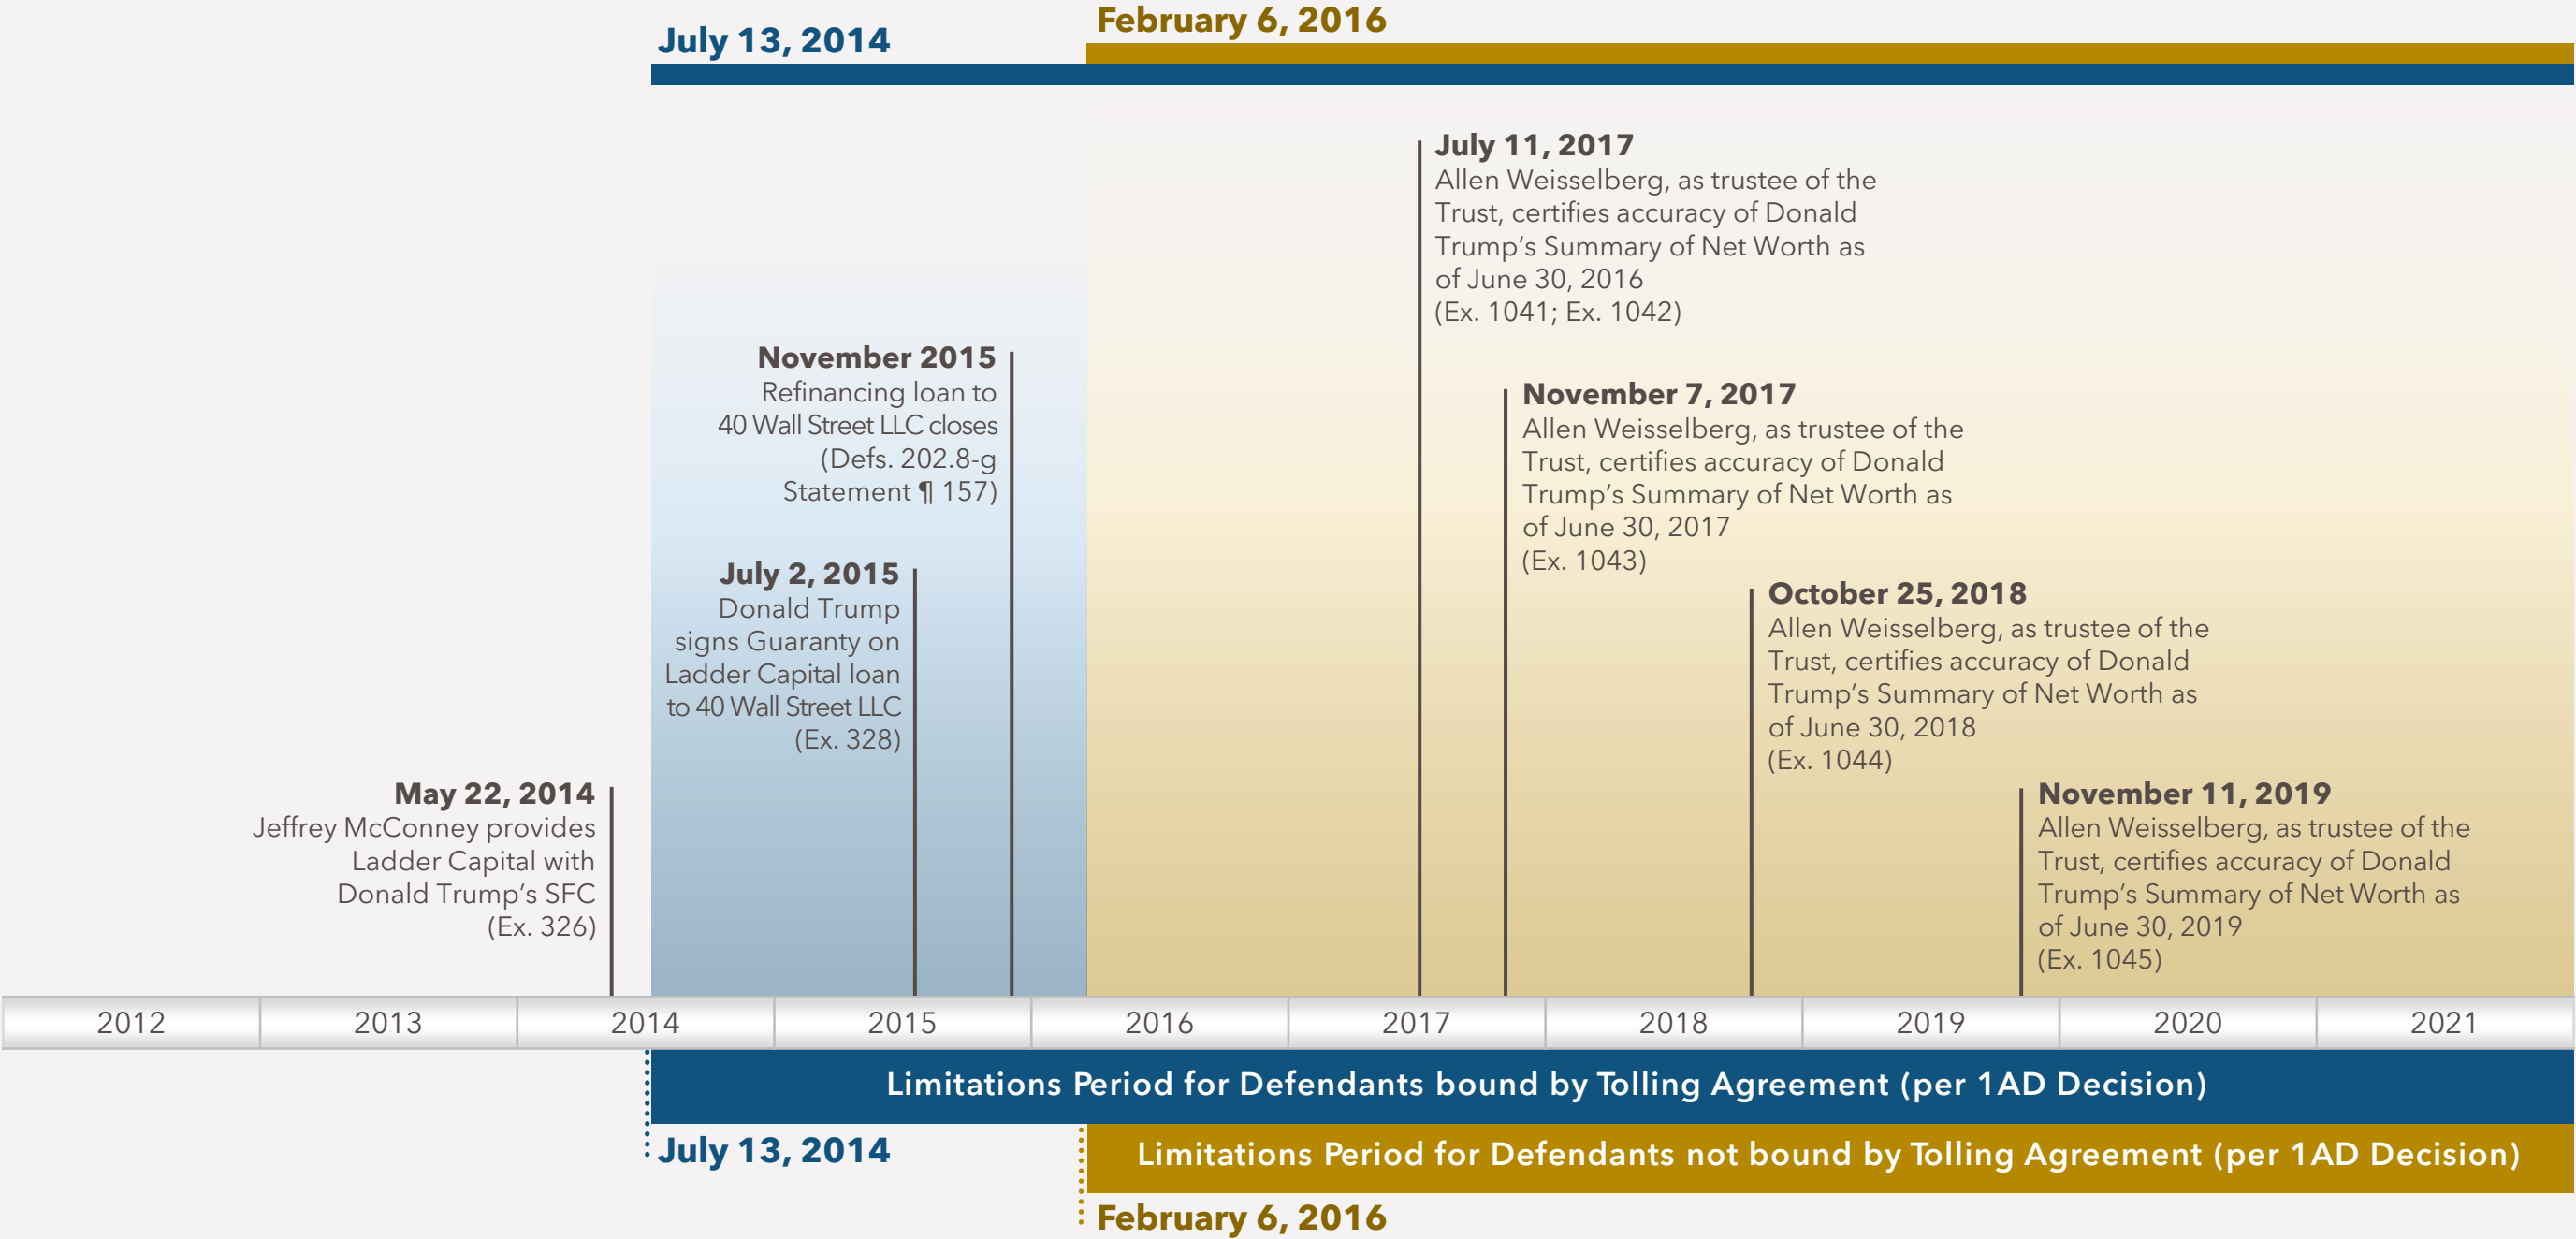 February 6, 2016
July 13, 2014
July 11, 2017
Allen Weisselberg, as trustee of the
Trust, certifies accuracy of Donald
Trump’s Summary of Net Worth as
of June 30, 2016
(Ex. 1041; Ex. 1042)
November 2015
Refinancing loan to
40 Wall Street LLC closes
(Defs. 202.8-g
Statement ¶ 157)
November 7, 2017
Allen Weisselberg, as trustee of the
Trust, certifies accuracy of Donald
Trump’s Summary of Net Worth as
of June 30, 2017
(Ex. 1043)
July 2, 2015
Donald Trump
signs Guaranty on
Ladder Capital loan
to 40 Wall Street LLC
(Ex. 328)
October 25, 2018
Allen Weisselberg, as trustee of the
Trust, certifies accuracy of Donald
Trump’s Summary of Net Worth as
of June 30, 2018
(Ex. 1044)
May 22, 2014
Jeffrey McConney provides
Ladder Capital with
Donald Trump’s SFC
(Ex. 326)
November 11, 2019
Allen Weisselberg, as trustee of the
Trust, certifies accuracy of Donald
Trump’s Summary of Net Worth as
of June 30, 2019
(Ex. 1045)
2012 2013 2014 2015 2016 2017 2018 2019 2020 2021
Limitations Period for Defendants bound by Tolling Agreement (per 1AD Decision)
July 13, 2014
Limitations Period for Defendants not bound by Tolling Agreement (per 1AD Decision)
February 6, 2016